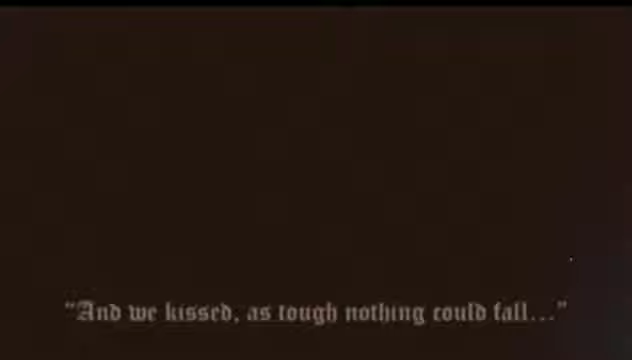 “And we kissed, as tough nothing could fall...”